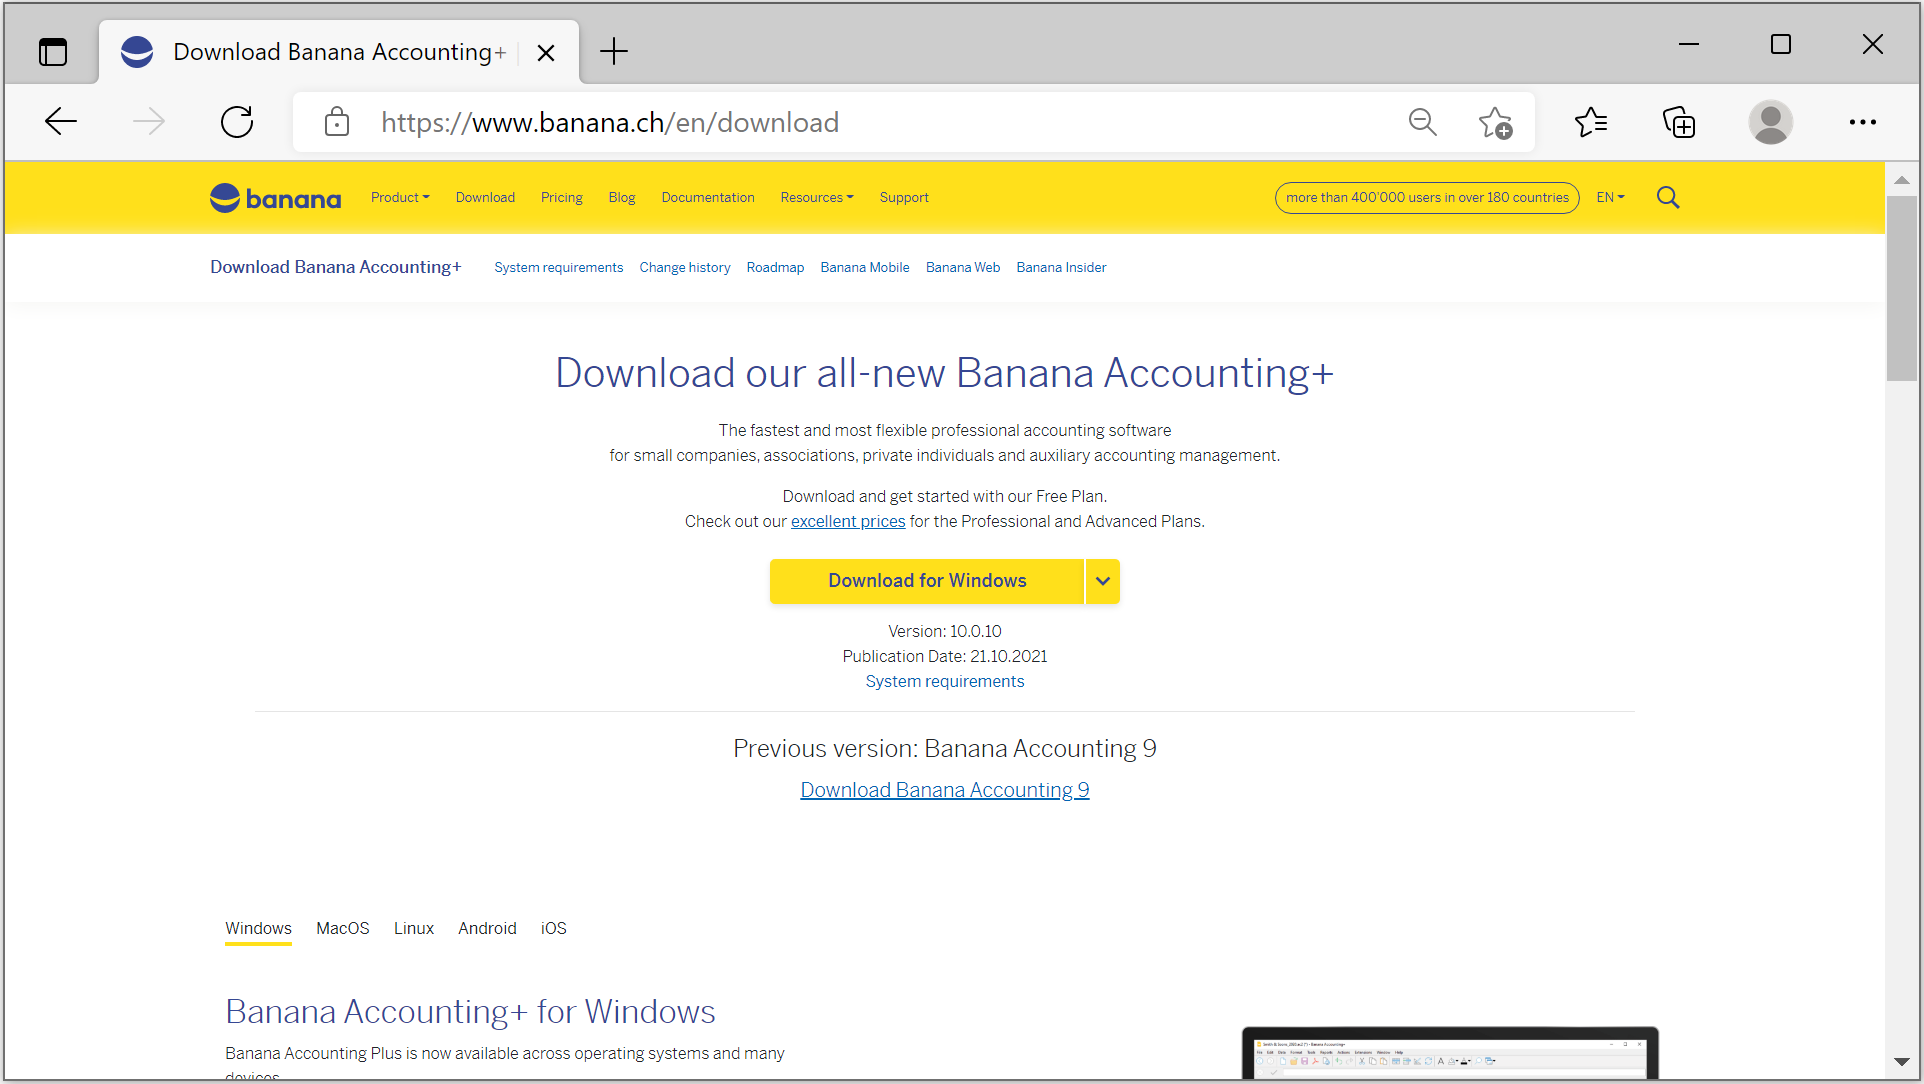 Download Banana Accounting+
https://www.banana.ch/en/download
banana Product Download Pricing Blog Documentation Resources Support more than 400'000 users in over 180 countries EN
Download Banana Accounting+ System requirements Change history Roadmap Banana Mobile Banana Web Banana Insider
Download our all-new Banana Accounting+
The fastest and most flexible professional accounting software
for small companies, associations, private individuals and auxiliary accounting management.
Download and get started with our Free Plan.
Check out our excellent prices for the Professional and Advanced Plans.
Download for Windows
Version: 10.0.10
Publication Date: 21.10.2021
System requirements
Previous version: Banana Accounting 9
Download Banana Accounting 9
Windows MacOS Linux Android iOS
Banana Accounting+ for Windows
Banana Accounting Plus is now available across operating systems and many
devices